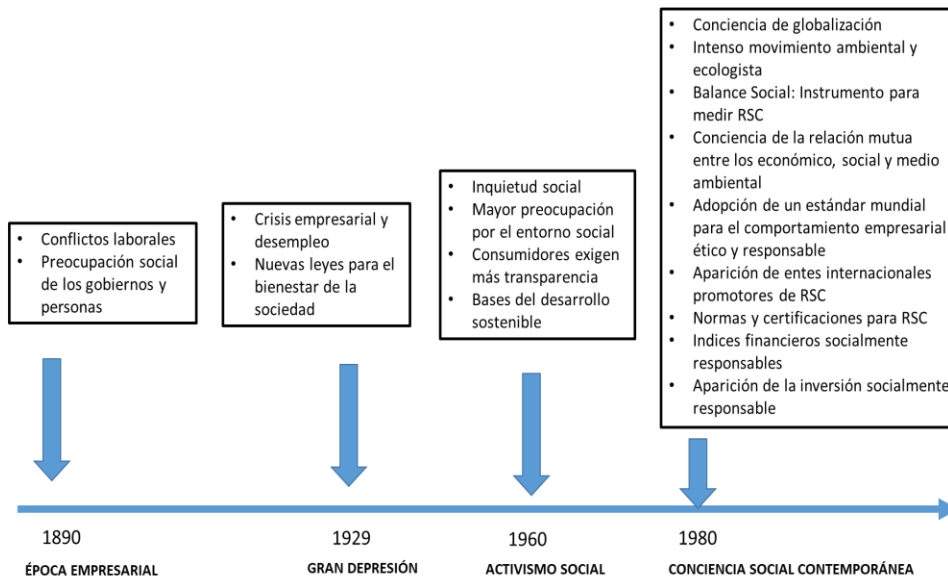 • Conflictos laborales
• Preocupación social
de los gobiernos y
personas
• Crisis empresarial y
desempleo
• Nuevas leyes para el
bienestar de la
sociedad
• Inquietud social
• Mayor preocupación
por el entorno social
• Consumidores exigen
más transparencia
• Bases del desarrollo
sostenible
• Conciencia de globalización
• Intenso movimiento ambiental y
ecologista
• Balance Social: Instrumento para
medir RSC
• Conciencia de la relación mutua
entre los económico, social y medio
ambiental
• Adopción de un estándar mundial
para el comportamiento empresarial
ético y responsable
• Aparición de entes internacionales
promotores de RSC
• Normas y certificaciones para RSC
• Indices financieros socialmente
responsables
• Aparición de la inversión socialmente
responsable
1890
ÉPOCA EMPRESARIAL
1929
GRAN DEPRESIÓN
1960
ACTIVISMO SOCIAL
1980
CONCIENCIA SOCIAL CONTEMPORÁNEA